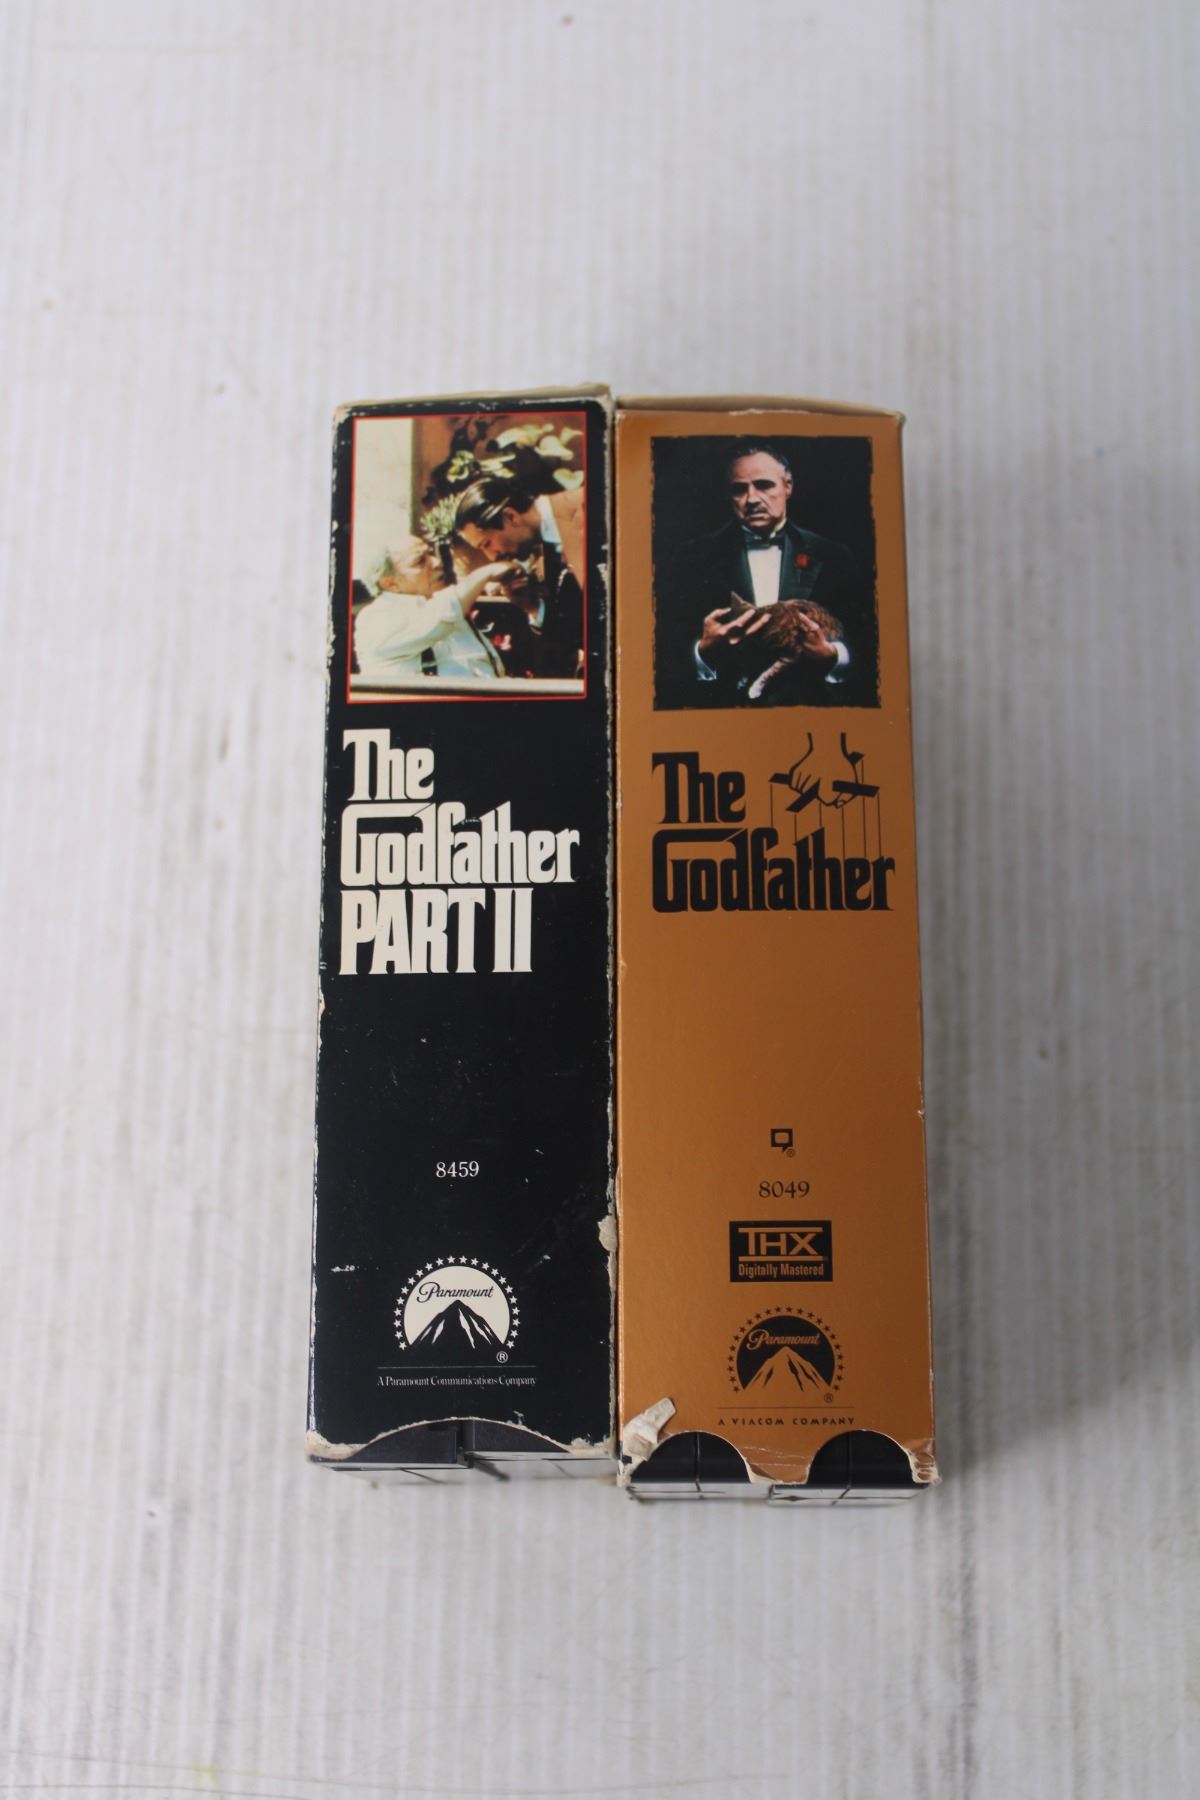 The
Godfather
PART II
8459
Paramount
®
A Paramount Communications Company
The
Godfather
®
8049
THX
Digitally Mastered
Paramount
®
A VIACOM COMPANY